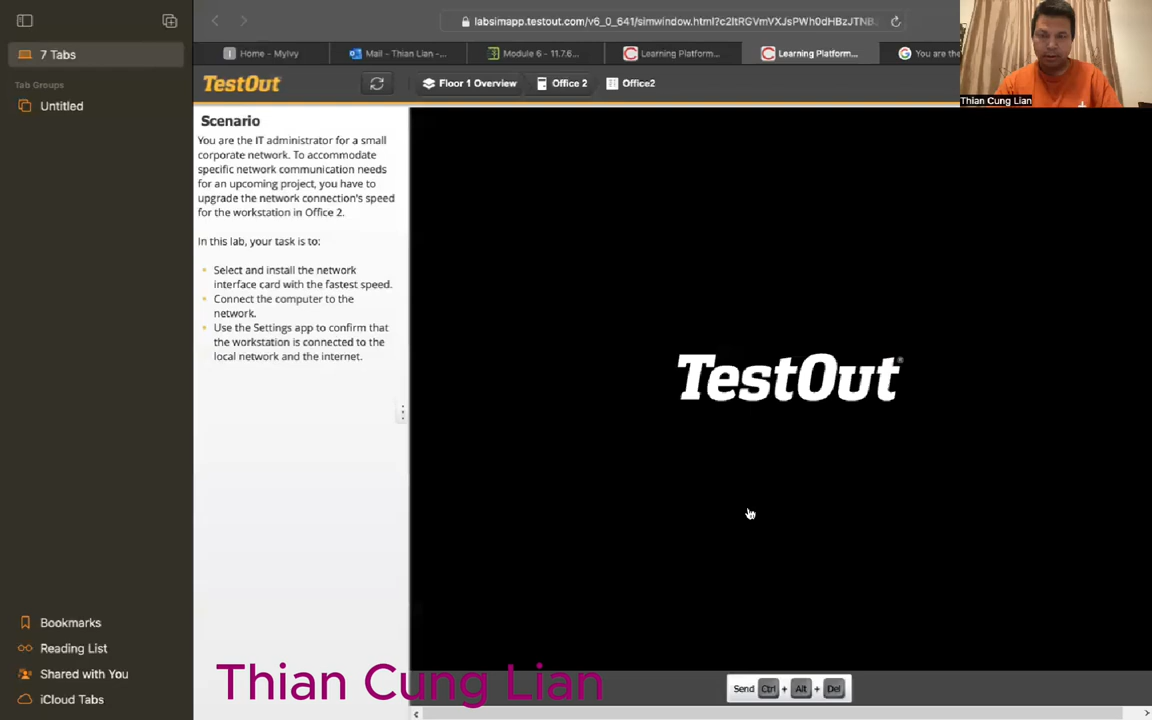 labsimapp.testout.com/v6_0_641/simwindow.html?c2ltRGVmVXJsPWh0dHBzJTNB...
7 Tabs
Home - MyIvy
Mail - Thian Lian -...
Module 6 - 11.7.6...
Learning Platform...
Learning Platform...
You are the
Tab Groups
Untitled
TestOut
Floor 1 Overview
Office 2
Office2
Thian Cung Lian
Scenario
You are the IT administrator for a small
corporate network. To accommodate
specific network communication needs
for an upcoming project, you have to
upgrade the network connection's speed
for the workstation in Office 2.
In this lab, your task is to:
Select and install the network
interface card with the fastest speed.
Connect the computer to the
network.
Use the Settings app to confirm that
the workstation is connected to the
local network and the internet.
TestOut
Bookmarks
Reading List
Shared with You
iCloud Tabs
Thian Cung Lian
Send Ctrl + Alt + Del